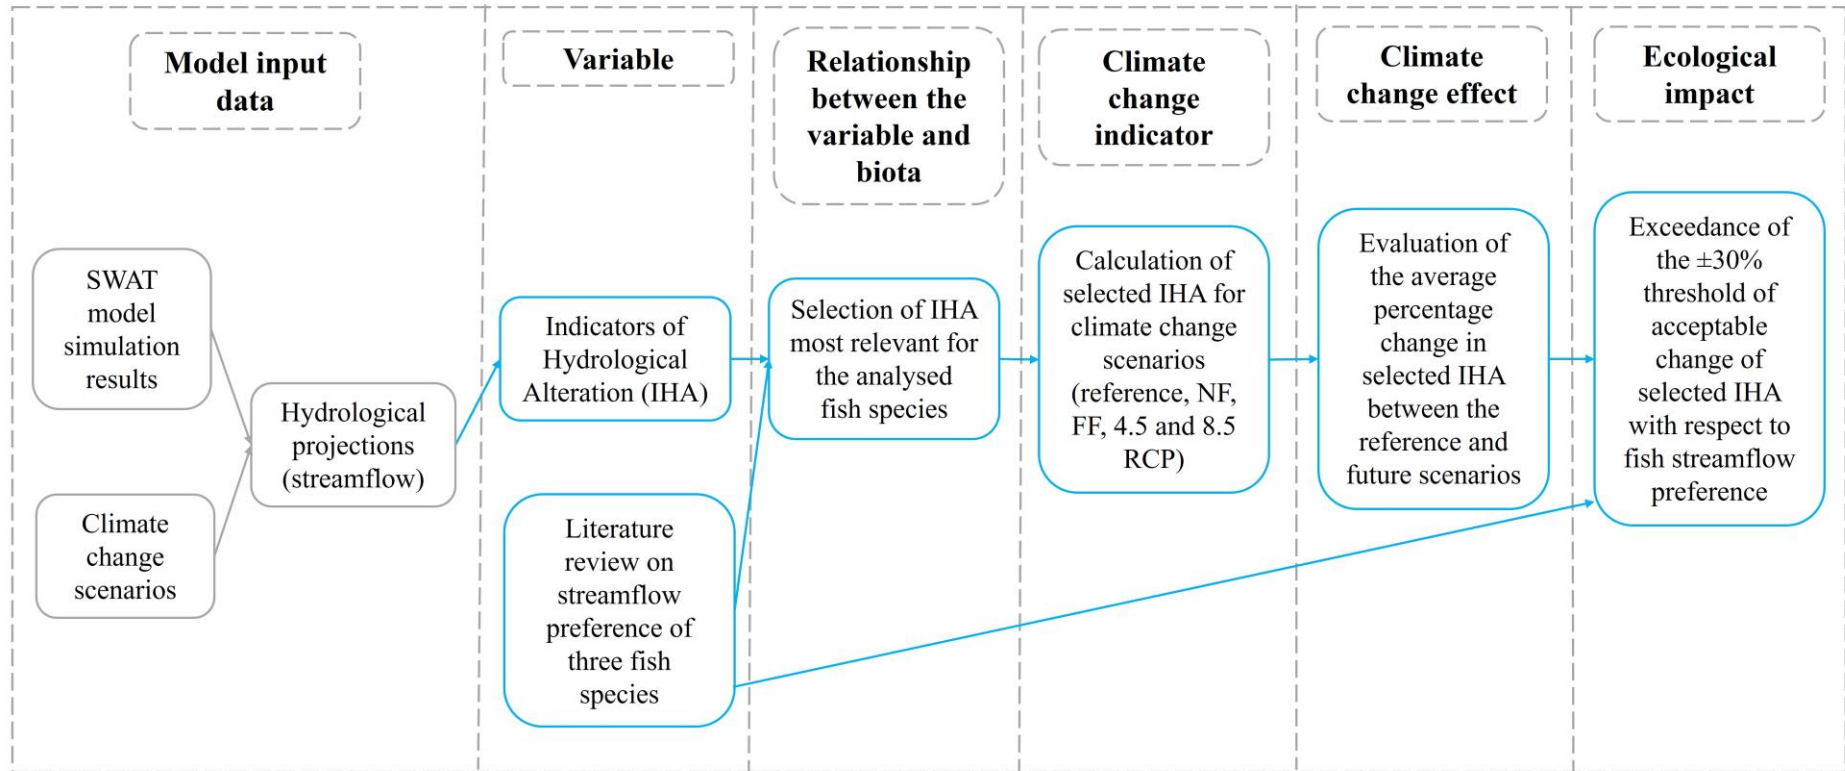 Model input
data
Variable
Relationship
between the
variable and
biota
Climate
change
indicator
Climate
change effect
Ecological
impact
SWAT
model
simulation
results
Climate
change
scenarios
Hydrological
projections
(streamflow)
Indicators of
Hydrological
Alteration (IHA)
Literature
review on
streamflow
preference of
three fish
species
Selection of IHA
most relevant for
the analysed
fish species
Calculation of
selected IHA for
climate change
scenarios
(reference, NF,
FF, 4.5 and 8.5
RCP)
Evaluation of
the average
percentage
change in
selected IHA
between the
reference and
future scenarios
Exceedance of
the ±30%
threshold of
acceptable
change of
selected IHA
with respect to
fish streamflow
preference